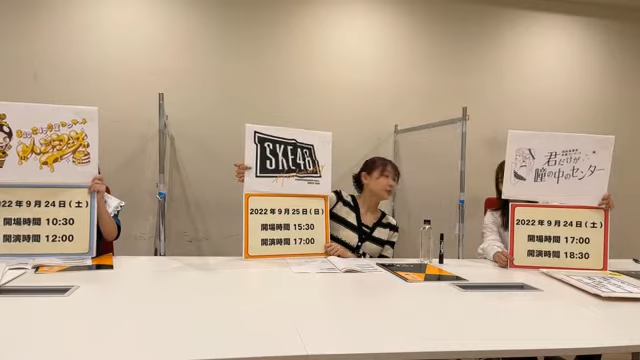 2022年9月24日(土)
開場時間 10:30
開演時間 12:00
SKE48
2022年9月25日(日)
開場時間 15:30
開演時間 17:00
君だけが
瞳の中のセンター
2022年9月24日(土)
開場時間 17:00
開演時間 18:30